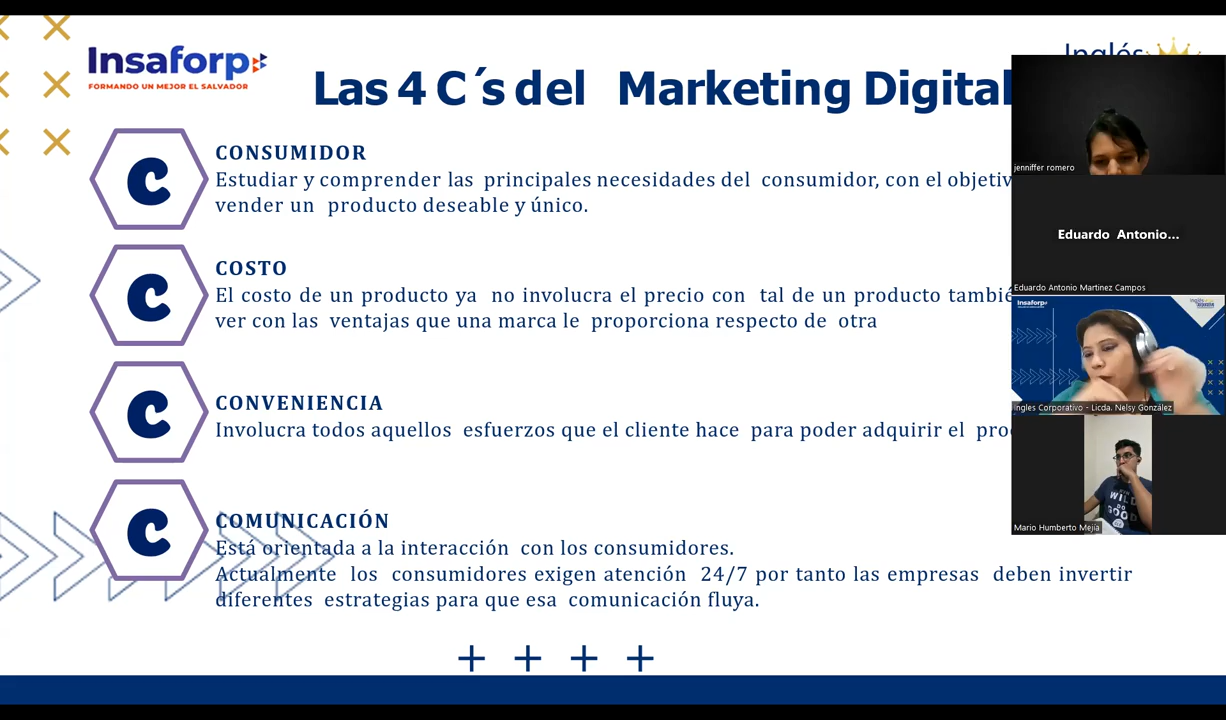 Insaforp
FORMANDO UN MEJOR EL SALVADOR
Inglés
Las 4 C´s del Marketing Digital
C
CONSUMIDOR
Estudiar y comprender las principales necesidades del consumidor, con el objetiv
vender un producto deseable y único.
C
COSTO
El costo de un producto ya no involucra el precio con tal de un producto tambié
ver con las ventajas que una marca le proporciona respecto de otra
C
CONVENIENCIA
Involucra todos aquellos esfuerzos que el cliente hace para poder adquirir el pro
C
COMUNICACIÓN
Está orientada a la interacción con los consumidores.
Actualmente los consumidores exigen atención 24/7 por tanto las empresas deben invertir
diferentes estrategias para que esa comunicación fluya.
jenniffer romero
Eduardo Antonio...
Eduardo Antonio Martinez Campos
Insaforp
Inglés
Ingles Corporativo - Licda. Nelsy González
WILD
DO
GOOD
Mario Humberto Mejía